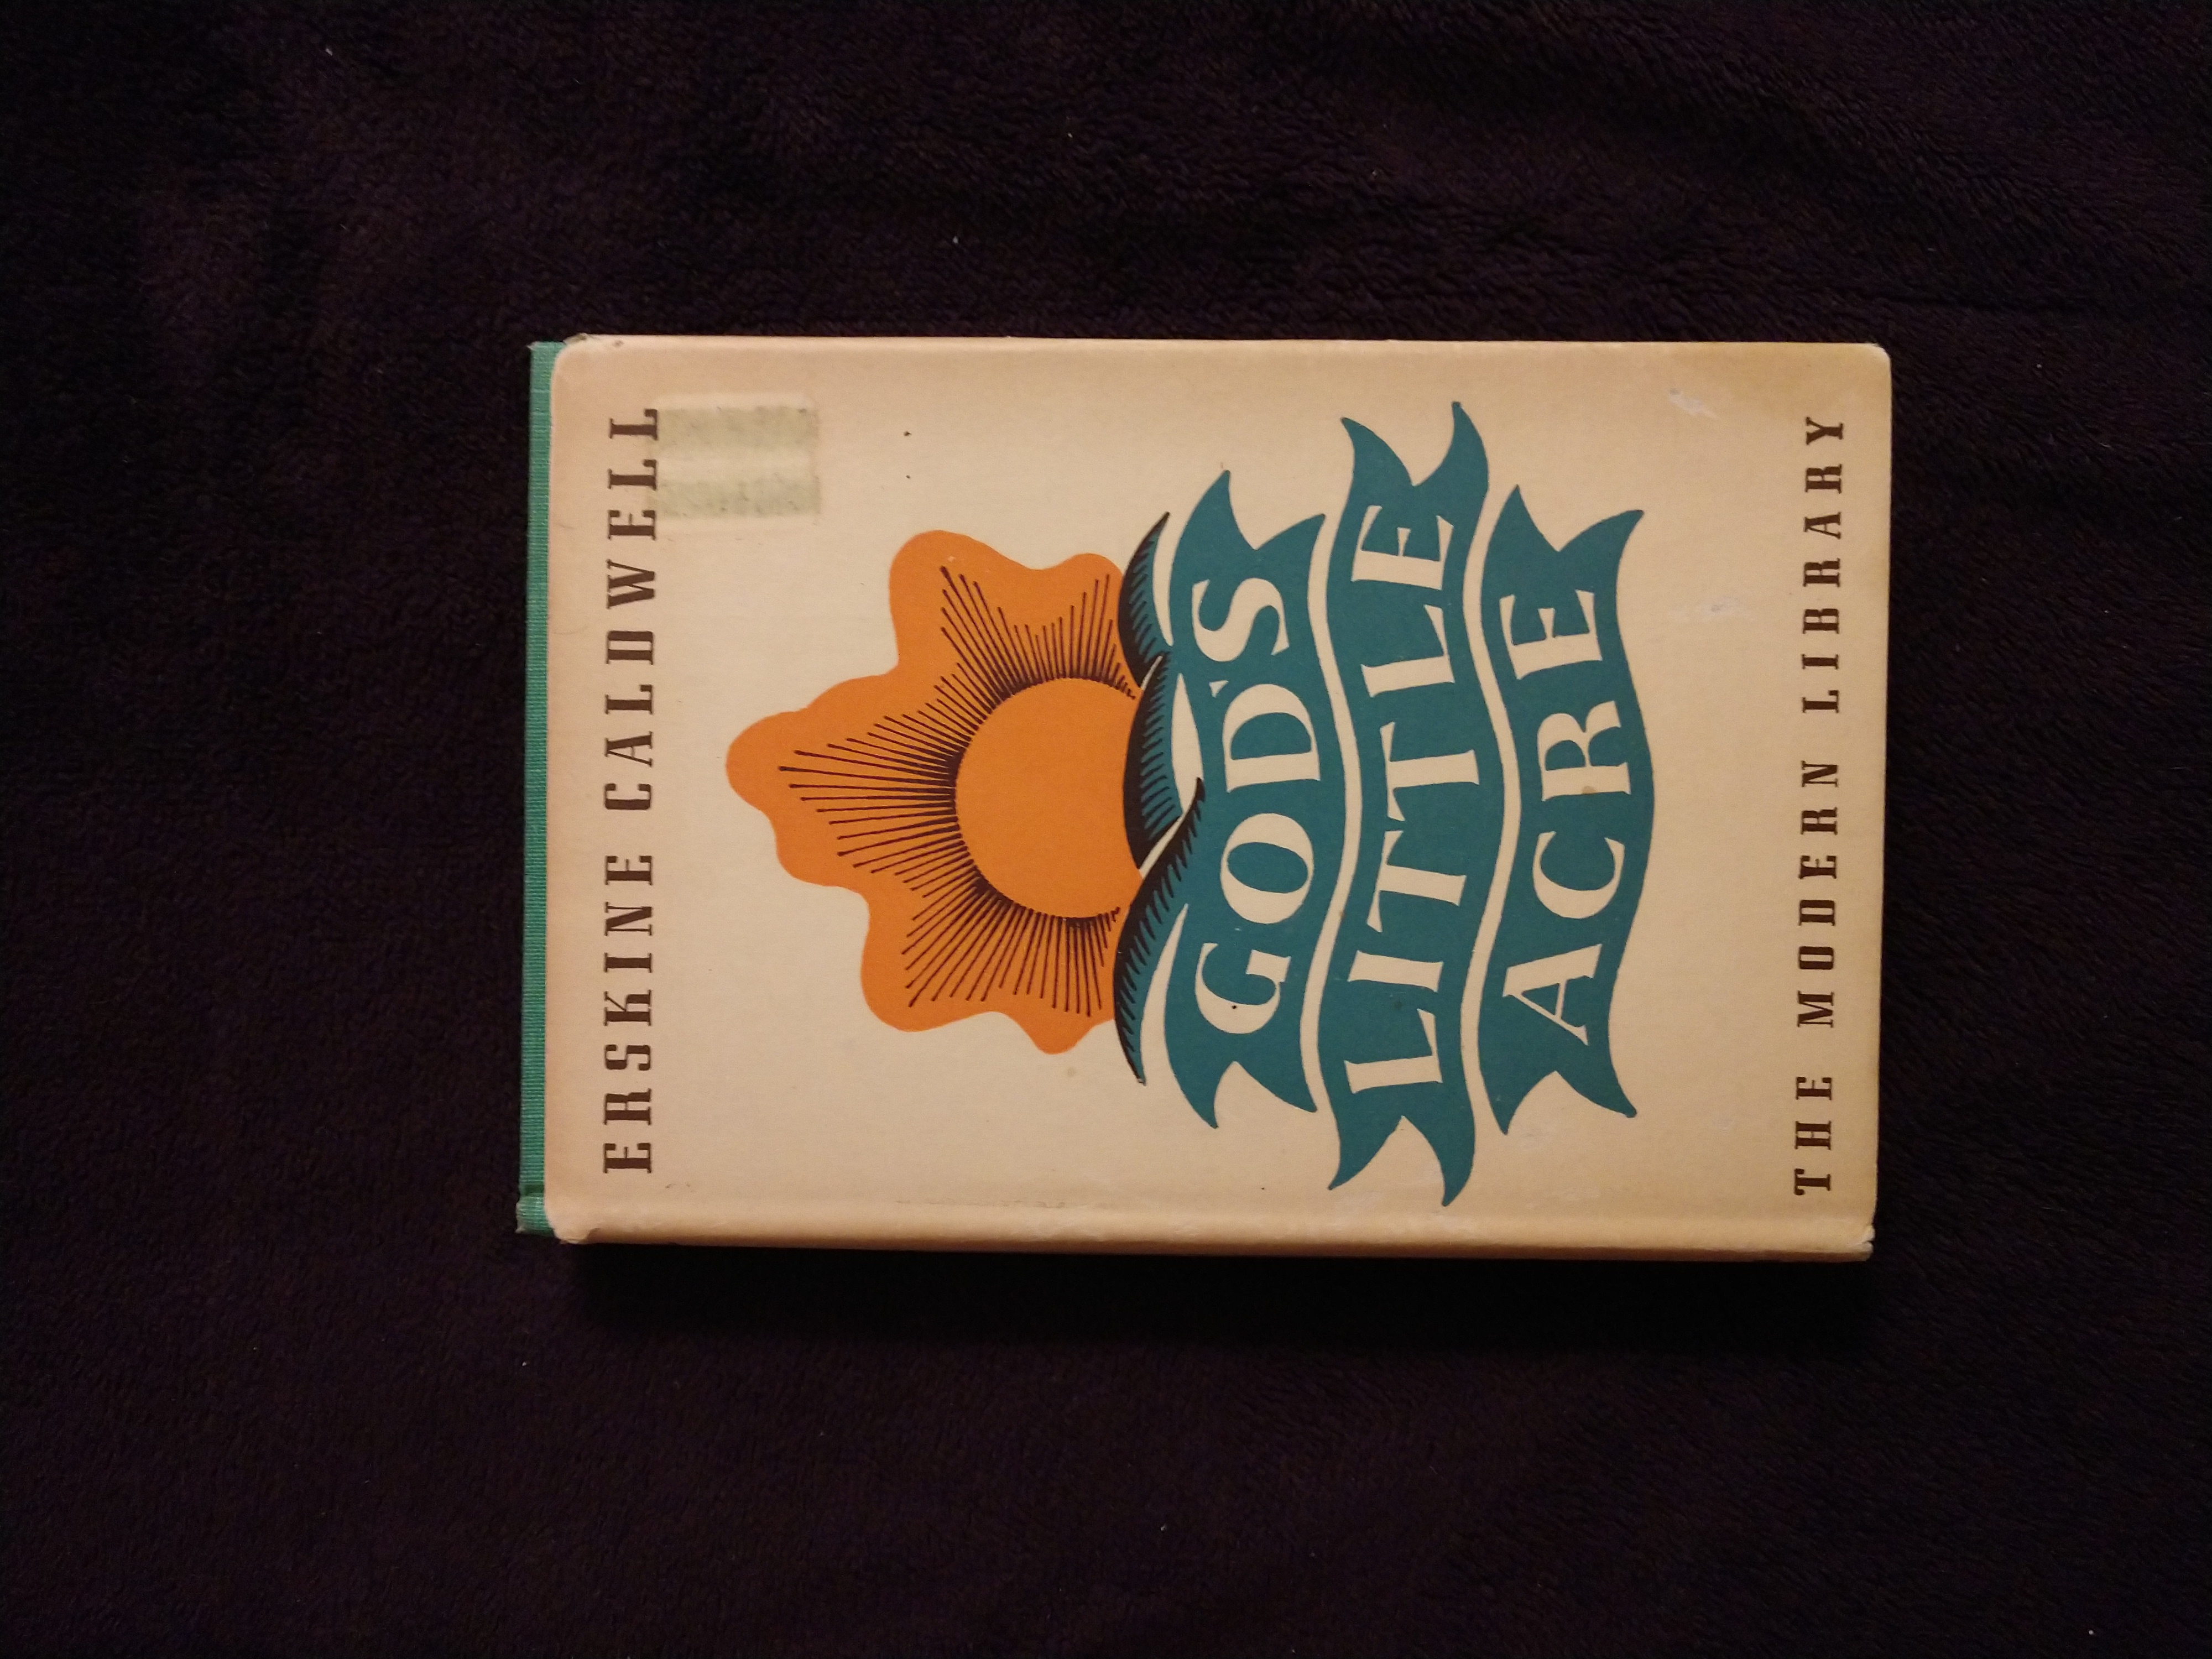 ERSKINE CALDWELL
GOD'S
LITTLE
ACRE
THE MODERN LIBRARY